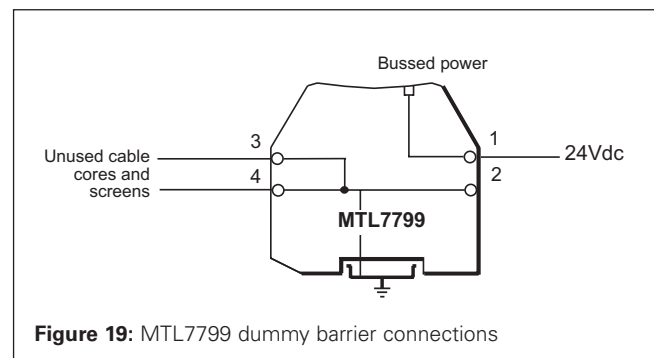 Bussed power
3
1
Unused cable
cores and
screens
24Vdc
4
2
MTL7799
Figure 19: MTL7799 dummy barrier connections